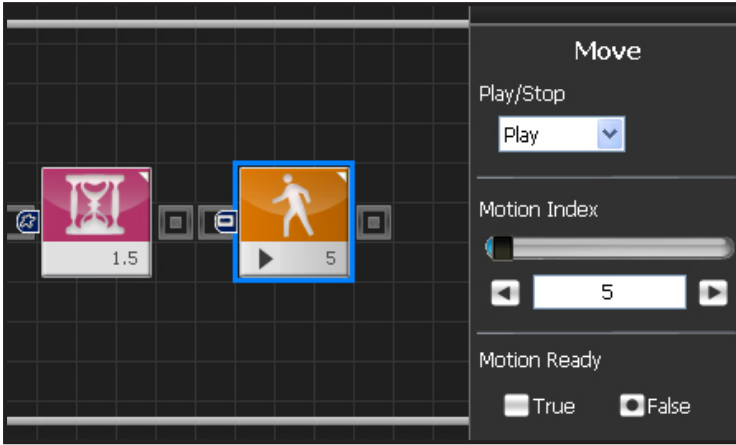 1.5
5
Move
Play/Stop
Play
Motion Index
5
Motion Ready
True False